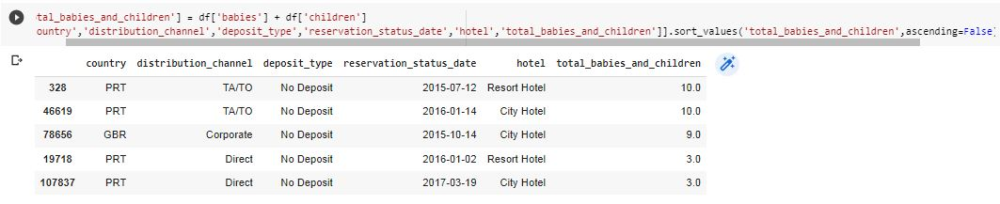 tal_babies_and_children'] = df['babies'] + df['children']
ountry','distribution_channel','deposit_type','reservation_status_date','hotel','total_babies_and_children']].sort_values('total_babies_and_children',ascending=False)
country distribution_channel deposit_type reservation_status_date hotel total_babies_and_children
328 PRT TA/TO No Deposit 2015-07-12 Resort Hotel 10.0
46619 PRT TA/TO No Deposit 2016-01-14 City Hotel 10.0
78656 GBR Corporate No Deposit 2015-10-14 City Hotel 9.0
19718 PRT Direct No Deposit 2016-01-02 Resort Hotel 3.0
107837 PRT Direct No Deposit 2017-03-19 City Hotel 3.0